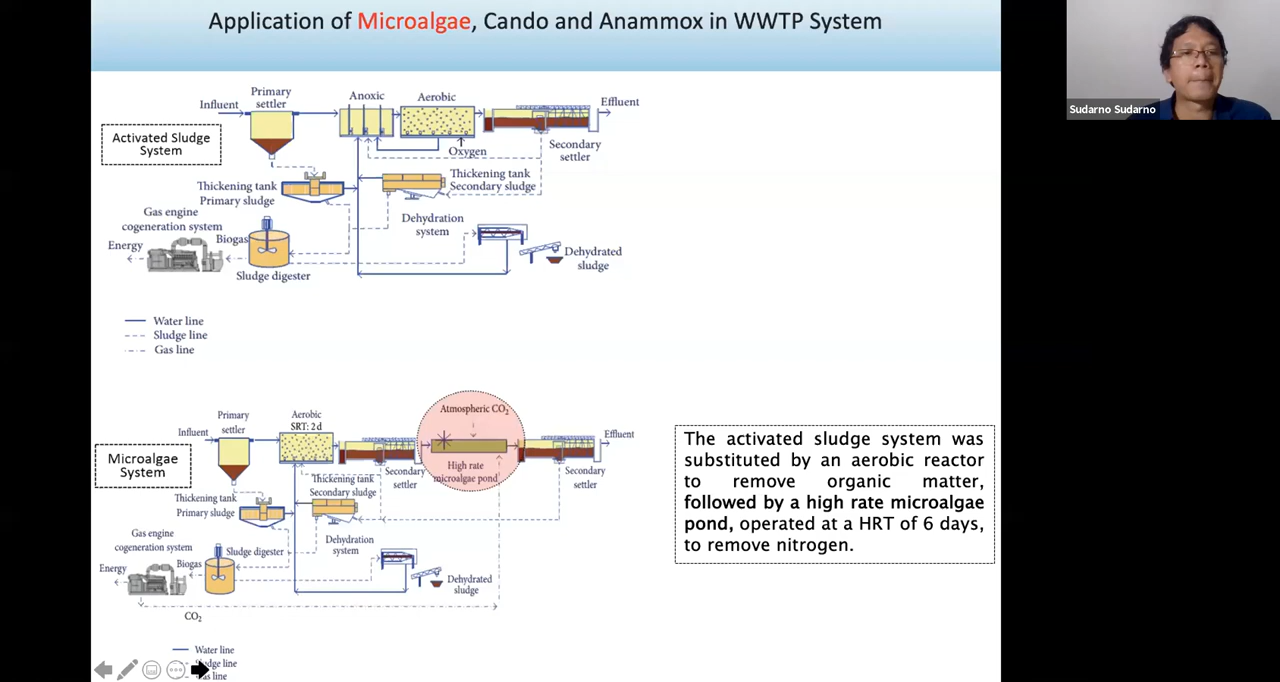 Application of Microalgae, Cando and Anammox in WWTP System
Sudarno Sudarno
Primary
settler
Influent
Anoxic
Aerobic
Effluent
Activated Sludge
System
Oxygen
Secondary
settler
Thickening tank
Primary sludge
Thickening tank
Secondary sludge
Gas engine
cogeneration system
Energy
Biogas
Dehydration
system
Dehydrated
sludge
Sludge digester
Water line
Sludge line
Gas line
Microalgae
System
Primary
settler
Influent
Aerobic
SRT: 2 d
Atmospheric CO2
Effluent
High rate
microalgae pond
Secondary
settler
Secondary
settler
Thickening tank
Secondary sludge
Thickening tank
Primary sludge
Gas engine
cogeneration system
Energy
Biogas
Sludge digester
Dehydration
system
Dehydrated
sludge
CO2
Water line
line
line
The activated sludge system was
substituted by an aerobic reactor
to remove organic matter,
followed by a high rate microalgae
pond, operated at a HRT of 6 days,
to remove nitrogen.